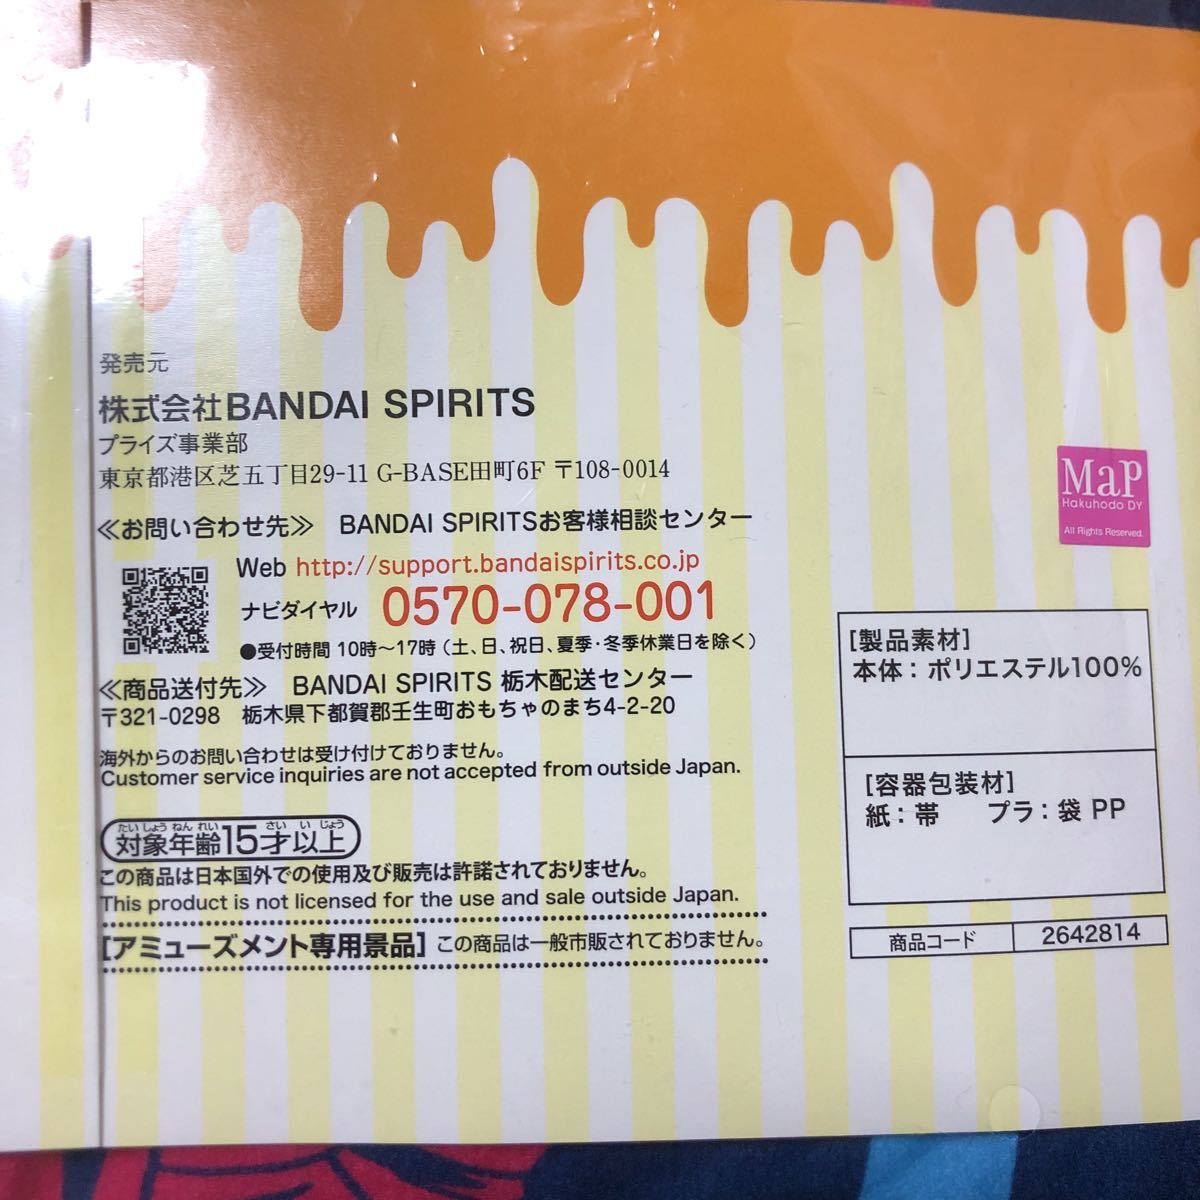 発売元
株式会社BANDAI SPIRITS
プライズ事業部
東京都港区芝五丁目29-11 G-BASE田町6F 〒108-0014
≪お問い合わせ先≫ BANDAI SPIRITSお客様相談センター
Web http://support.bandaispirits.co.jp
ナビダイヤル 0570-078-001
●受付時間 10時~17時(土、日、祝日、夏季・冬季休業日を除く)
≪商品送付先≫ BANDAI SPIRITS 栃木配送センター
〒321-0298 栃木県下都賀郡壬生町おもちゃのまち4-2-20
海外からのお問い合わせは受け付けておりません。
Customer service inquiries are not accepted from outside Japan.
たいしょうねんれい さい いじょう
対象年齢15才以上
この商品は日本国外での使用及び販売は許諾されておりません。
This product is not licensed for the use and sale outside Japan.
[アミューズメント専用景品] この商品は一般市販されておりません。
MaP
Hakuhodo DY
All Rights Reserved.
[製品素材]
本体:ポリエステル100%
[容器包装材]
紙:帯 プラ:袋 PP
商品コード 2642814